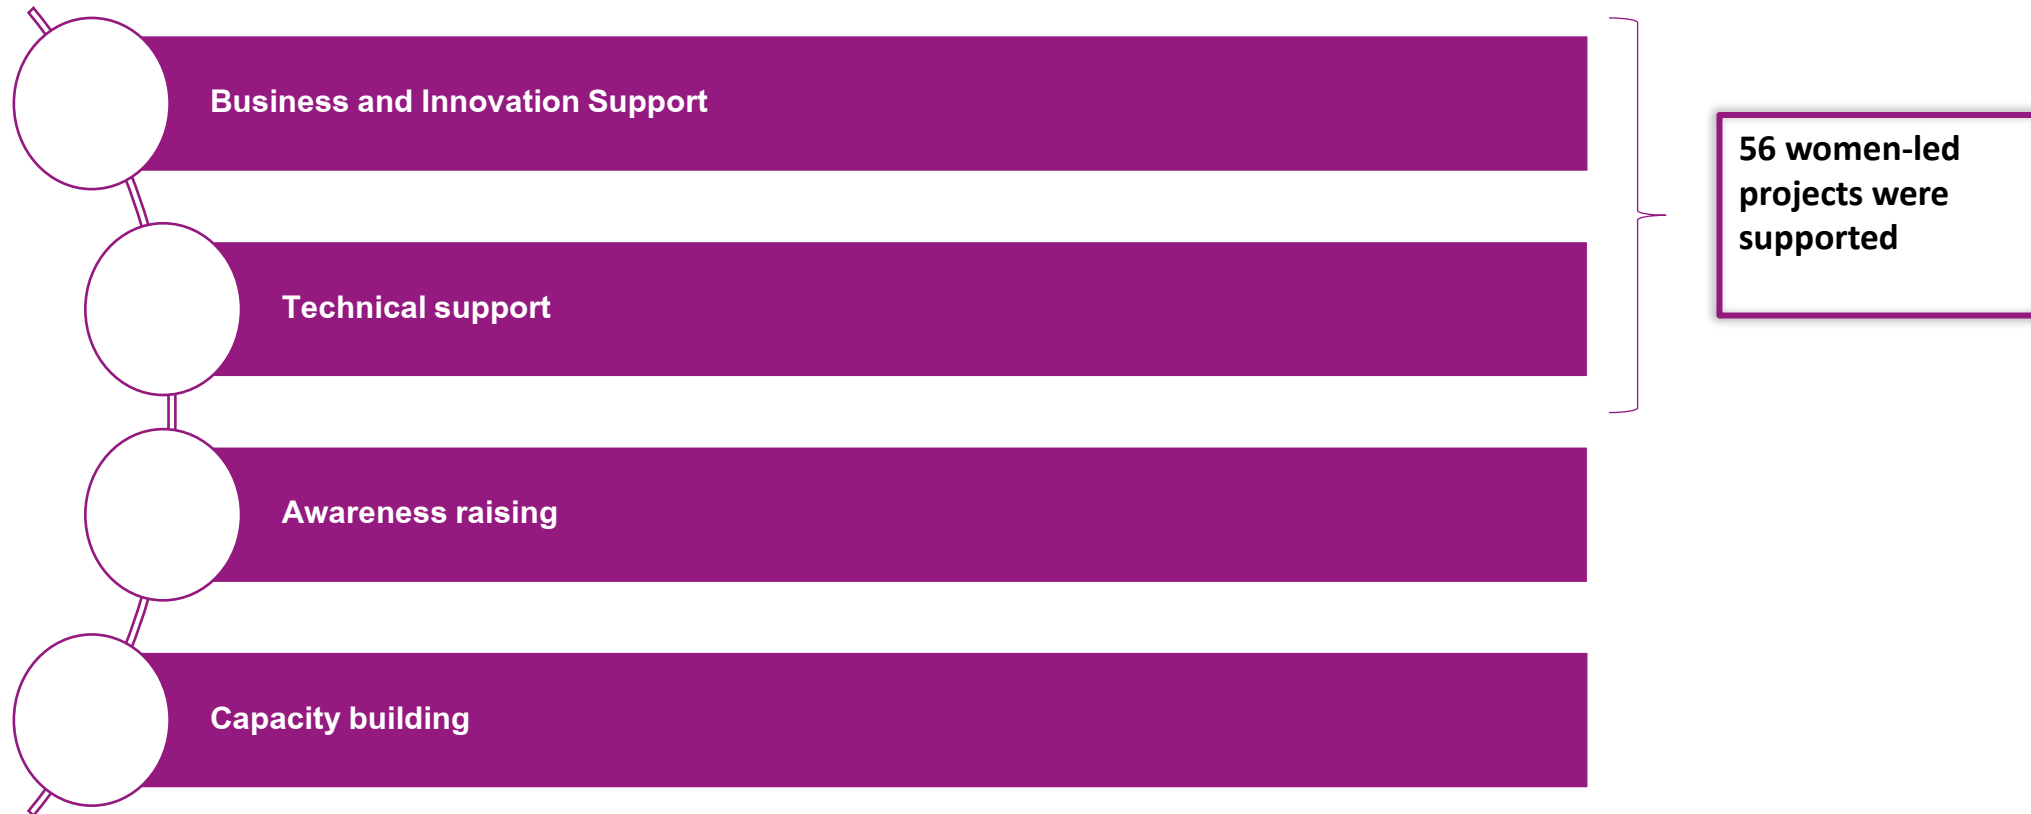 Business and Innovation Support
56 women-led
projects were
supported
Technical support
Awareness raising
Capacity building